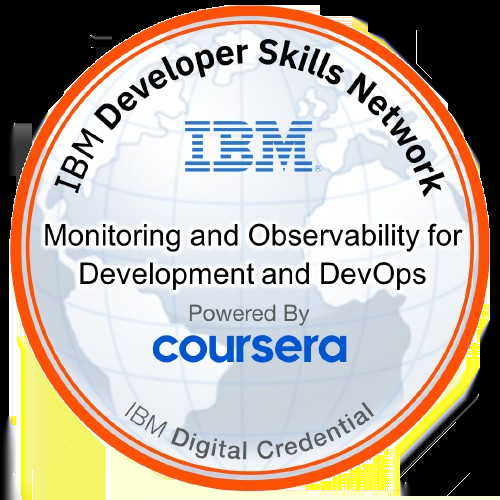 IBM Developer Skills Network
IBM®
Monitoring and Observability for
Development and DevOps
Powered By
coursera
IBM Digital Credential